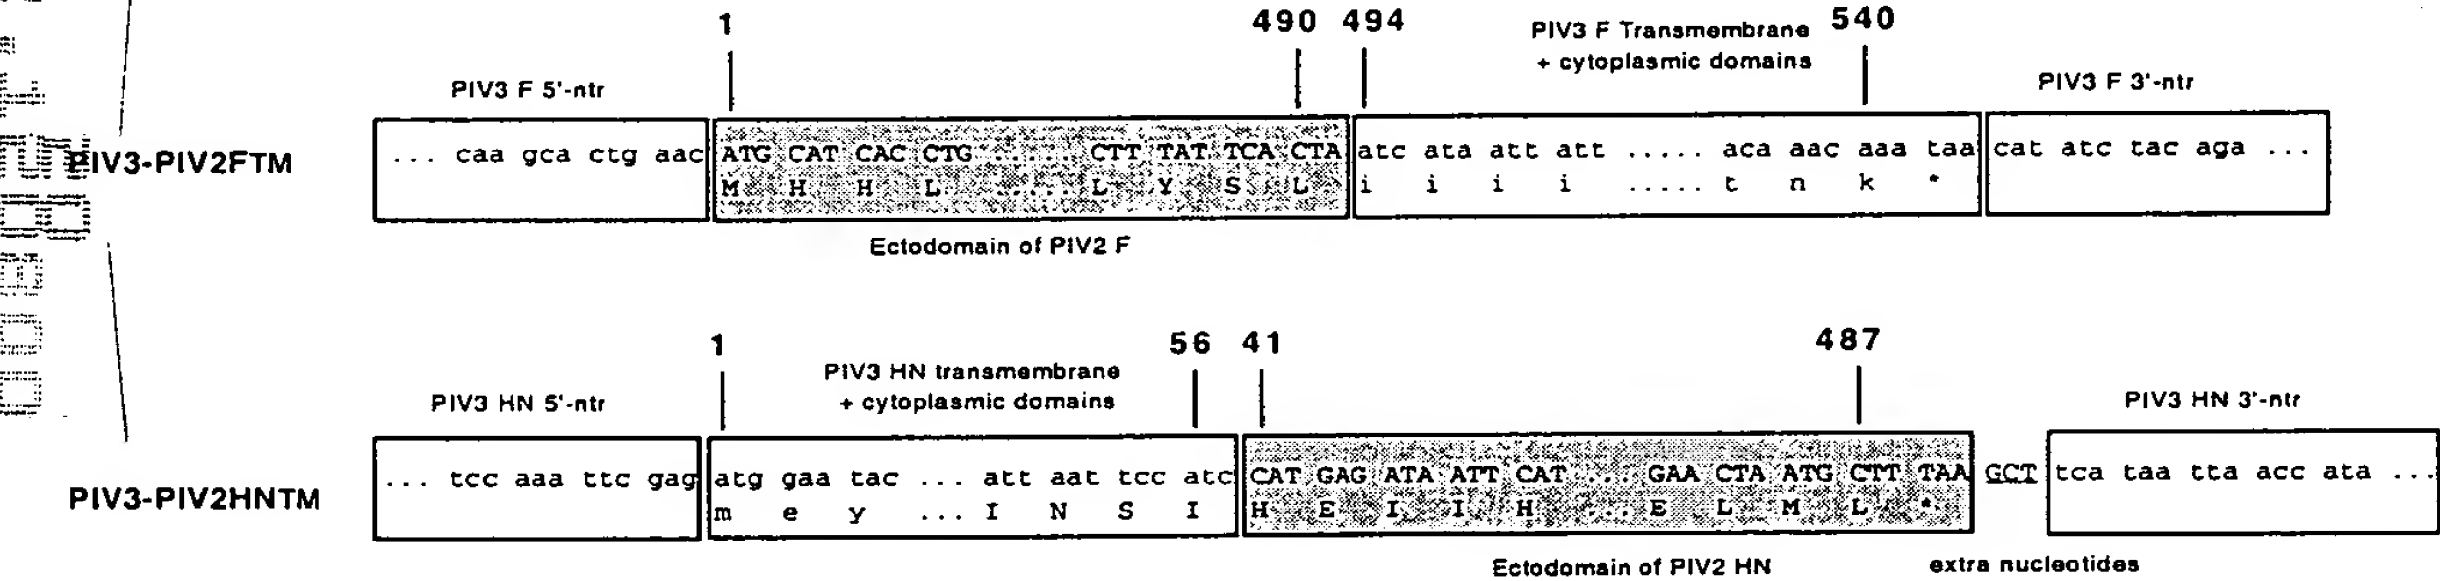 1 490 494 PIV3 F Transmembrane 540
+ cytoplasmic domains
PIV3 F 5'-ntr PIV3 F 3'-ntr
PIV3-PIV2FTM ... caa gca ctg aac ATG CAT CAC CTG ..... CTT TAT TCA CTA atc ata att att ..... aca aac aaa taa cat atc tac aga ...
M H H L ..... L Y S L i i i i ..... t n k *
Ectodomain of PIV2 F
1 56 41 487
PIV3 HN transmembrane
PIV3 HN 5'-ntr + cytoplasmic domains PIV3 HN 3'-ntr
PIV3-PIV2HNTM ... tcc aaa ttc gag atg gaa tac ... att aat tcc atc CAT GAG ATA ATT CAT ... GAA CTA ATG CTT TAA GCT tca taa tta acc ata ...
m e y ... I N S I H E I I H ... E L M L *
Ectodomain of PIV2 HN extra nucleotides